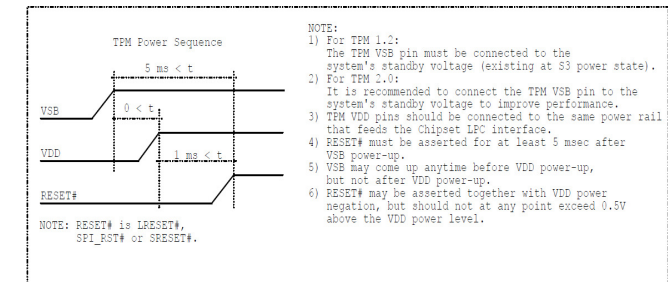 TPM Power Sequence
5 ms < t
0 < t
VSB
VDD
1 ms < t
RESET#
NOTE: RESET# is LRESET#,
SPI_RST# or SRESET#.
NOTE:
1) For TPM 1.2:
The TPM VSB pin must be connected to the
system's standby voltage (existing at S3 power state).
2) For TPM 2.0:
It is recommended to connect the TPM VSB pin to the
system's standby voltage to improve performance.
3) TPM VDD pins should be connected to the same power rail
that feeds the Chipset LPC interface.
4) RESET# must be asserted for at least 5 msec after
VSB power-up.
5) VSB may come up anytime before VDD power-up,
but not after VDD power-up.
6) RESET# may be asserted together with VDD power
negation, but should not at any point exceed 0.5V
above the VDD power level.